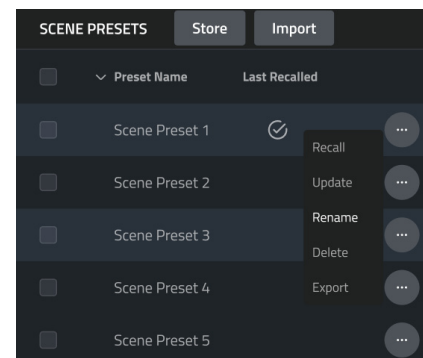 SCENE PRESETS Store Import
Preset Name Last Recalled
Scene Preset 1
Recall
Scene Preset 2 Update
Rename
Scene Preset 3
Delete
Scene Preset 4 Export
Scene Preset 5